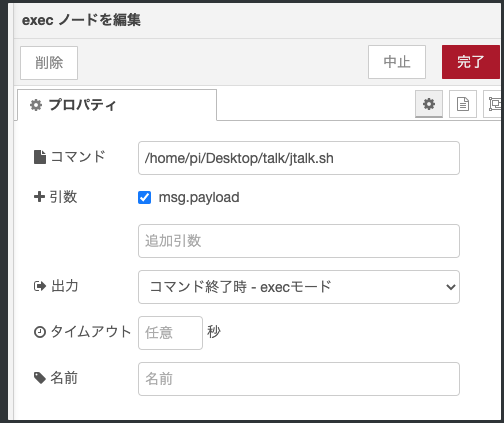 exec ノードを編集
削除
中止
完了
プロパティ
コマンド
/home/pi/Desktop/talk/jtalk.sh
引数
msg.payload
追加引数
出力
コマンド終了時 - execモード
タイムアウト
任意
秒
名前
名前